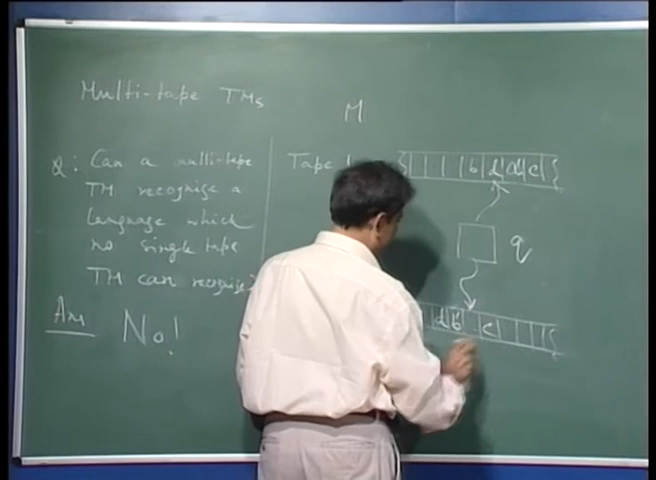 Multi-tape TMs
M
Q: Can a multi-tape
TM recognise a
language which
no single tape
TM can recognise?
Ans No!
Tape 1
b d d c
q
d b c